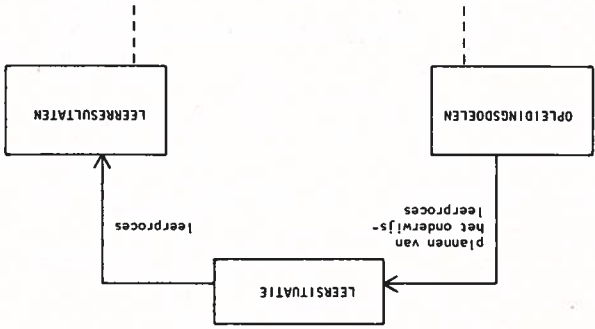 LEERSITUATIE
plannen van
het onderwijs-
leerproces
leerproces
OPLEIDINGSDOELEN
LEERRESULTATEN